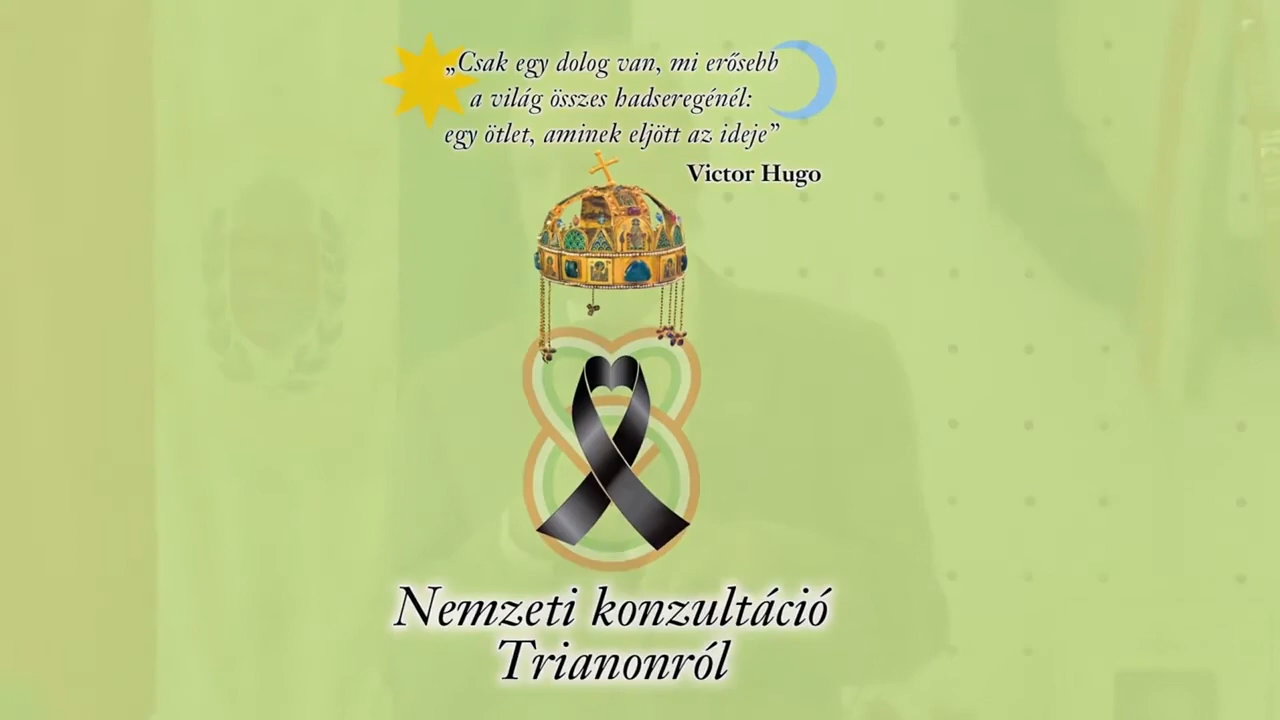 „Csak egy dolog van, mi erősebb
a világ összes hadseregénél:
egy ötlet, aminek eljött az ideje”
Victor Hugo
Nemzeti konzultáció
Trianonról